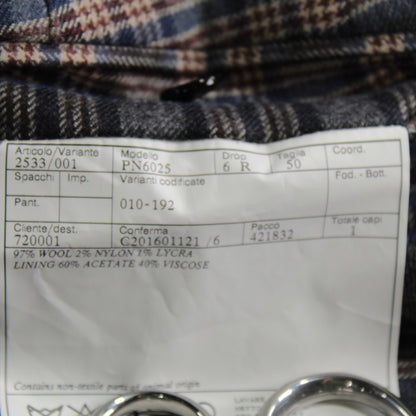 Articolo/Variante Modello Drop Taglia Coord.
2533/001 PN6025 6 R 50
Spacchi Imp. Varianti codificate Fod. - Bott.
Pant. 010-192
Cliente/dest. Conferma Pacco Totale capi
720001 C201601121 /6 421832 1
97% WOOL 2% NYLON 1% LYCRA
LINING 60% ACETATE 40% VISCOSE
Contains non-textile parts of animal origin